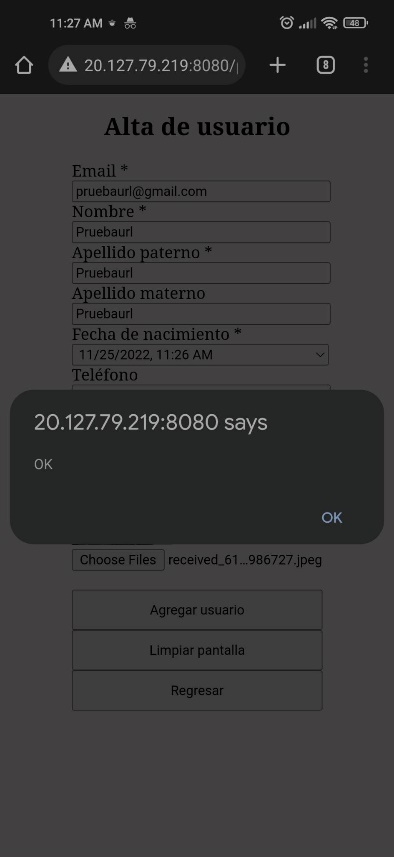 11:27 AM
48
20.127.79.219:8080/
8
Alta de usuario
Email *
pruebaurl@gmail.com
Nombre *
Pruebaurl
Apellido paterno *
Pruebaurl
Apellido materno
Pruebaurl
Fecha de nacimiento *
11/25/2022, 11:26 AM
Teléfono
20.127.79.219:8080 says
OK
OK
Choose Files received_61...986727.jpeg
Agregar usuario
Limpiar pantalla
Regresar